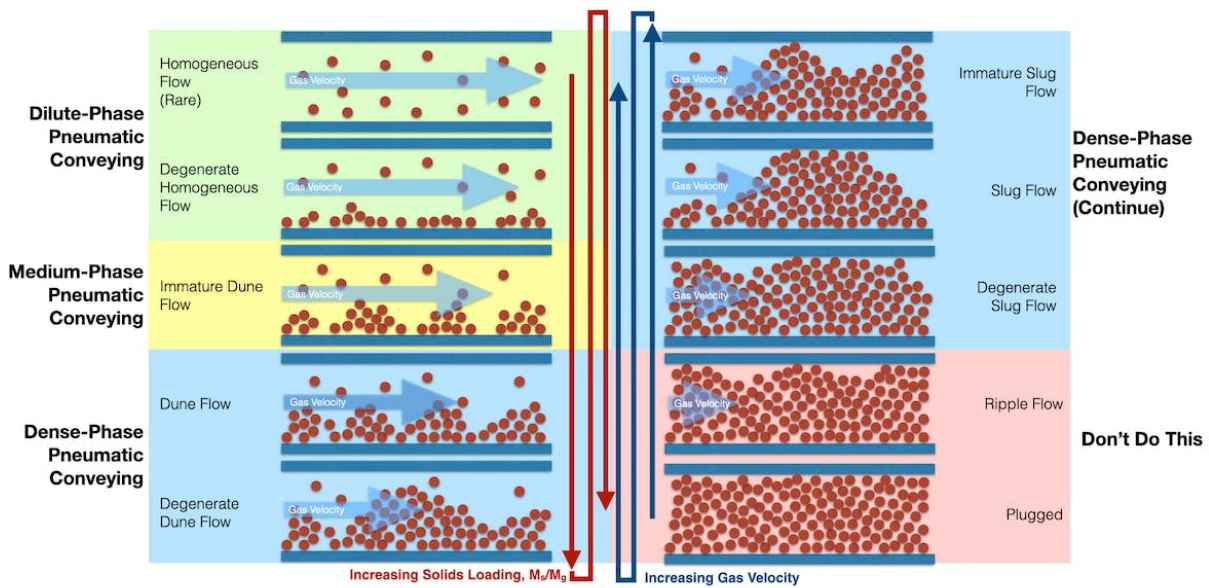 Dilute-Phase
Pneumatic
Conveying
Homogeneous
Flow
(Rare)
Gas Velocity
Degenerate
Homogeneous
Flow
Gas Velocity
Medium-Phase
Pneumatic
Conveying
Immature Dune
Flow
Gas Velocity
Dense-Phase
Pneumatic
Conveying
Dune Flow
Gas Velocity
Degenerate
Dune Flow
Gas Velocity
Increasing Solids Loading, Ms/Mg
Increasing Gas Velocity
Gas Velocity
Immature Slug
Flow
Dense-Phase
Pneumatic
Conveying
(Continue)
Gas Velocity
Slug Flow
Gas Velocity
Degenerate
Slug Flow
Gas Velocity
Ripple Flow
Don't Do This
Plugged